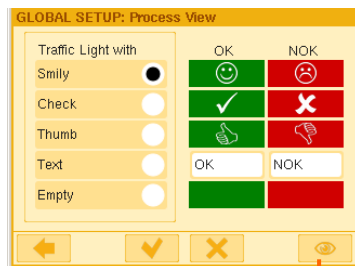 GLOBAL SETUP: Process View
Traffic Light with OK NOK
Smily
Check
Thumb
Text OK NOK
Empty